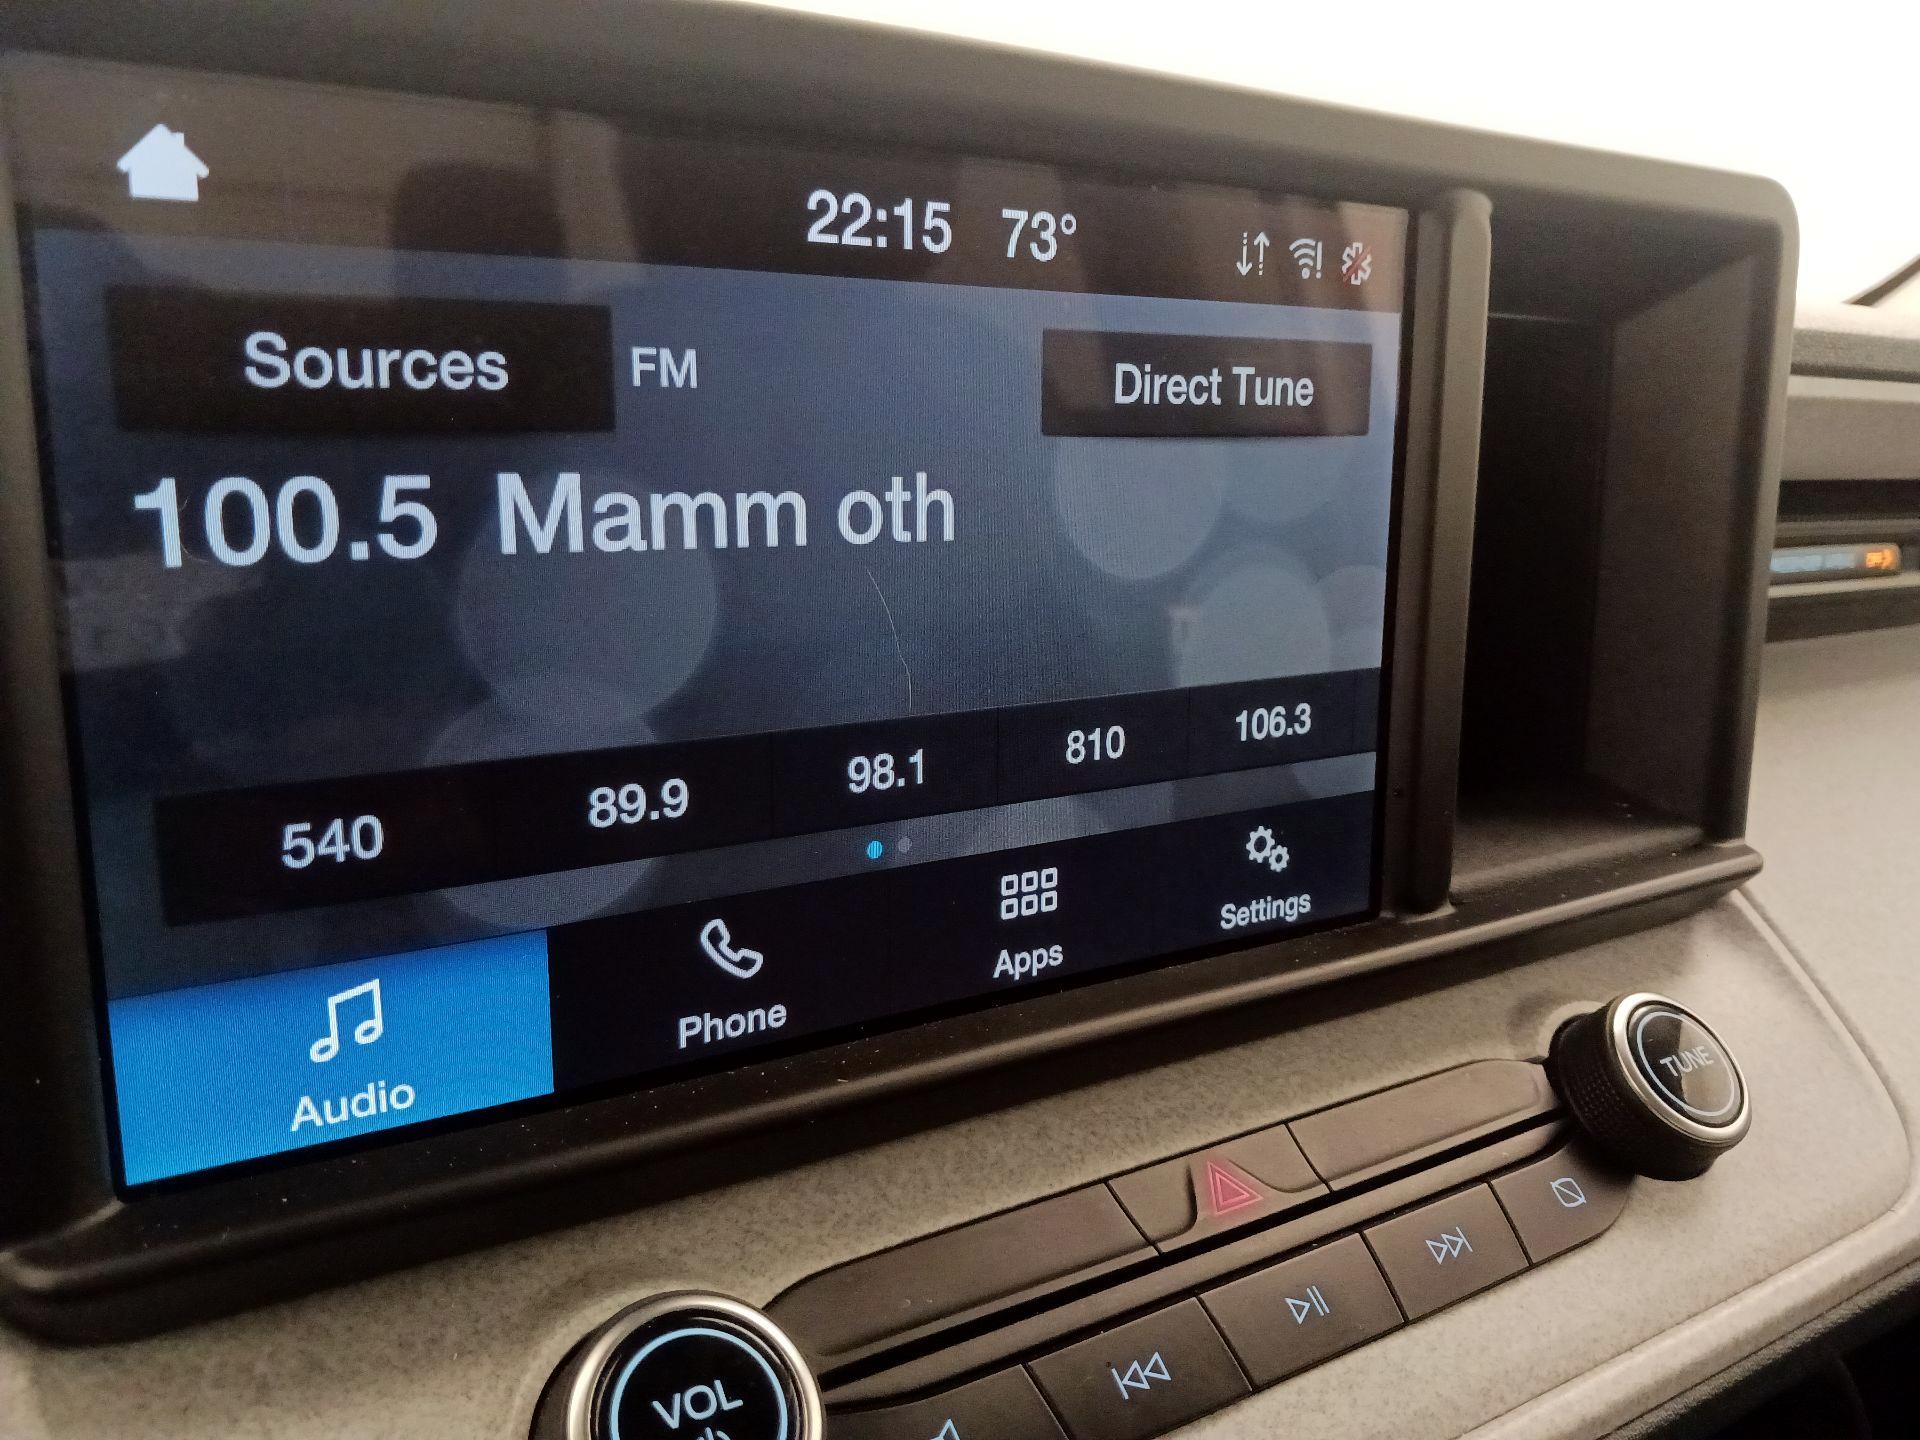 22:15 73°
Sources FM Direct Tune
100.5 Mamm oth
540 89.9 98.1 810 106.3
Audio Phone Apps Settings
TUNE
VOL